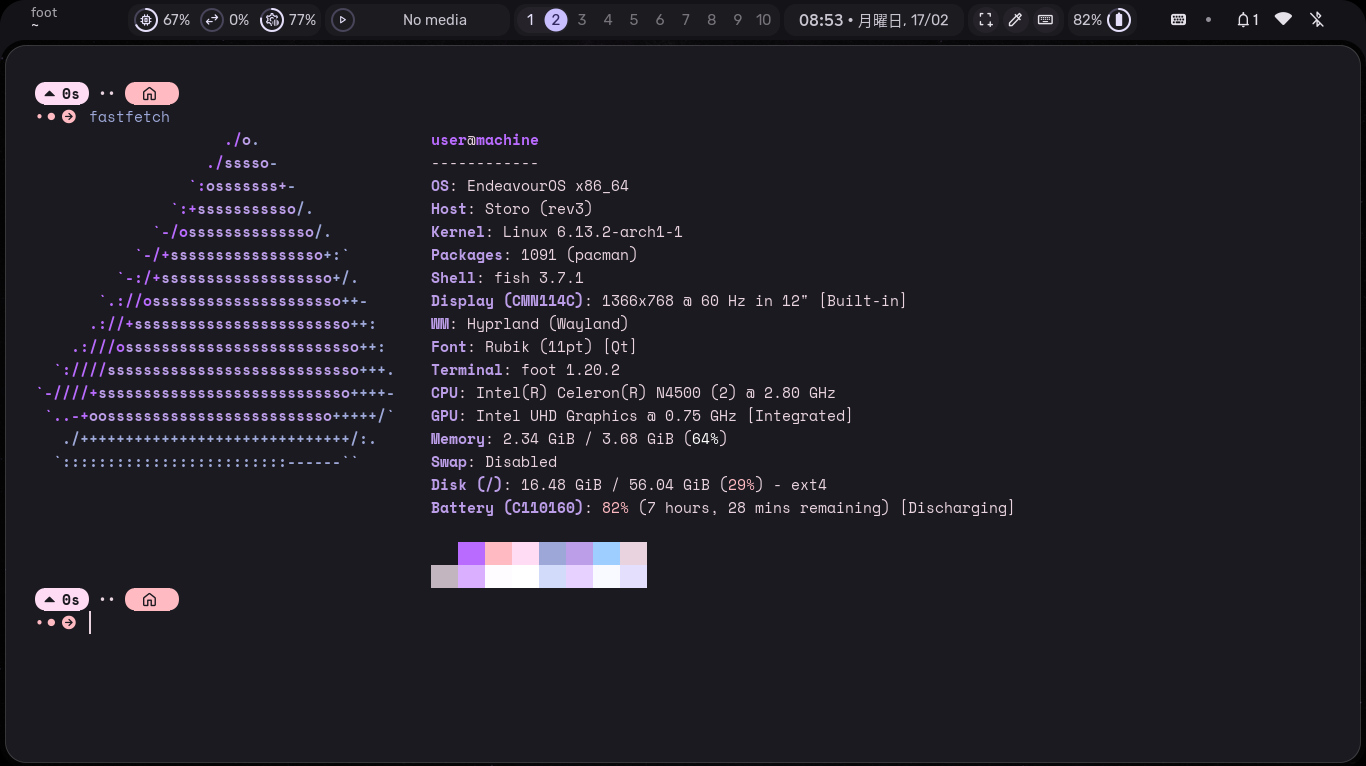 foot
~
67% 0% 77% No media 1 2 3 4 5 6 7 8 9 10 08:53 • 月曜日, 17/02 82% 1
0s ··
fastfetch
./o.
./sssso-
`:osssssss+-
`:+sssssssssso/.
`-/ossssssssssssso/.
`-/+sssssssssssssssso+:`
`-:/+sssssssssssssssssso+/.
`.://osssssssssssssssssssso++-
.://+ssssssssssssssssssssssso++:
.:///ossssssssssssssssssssssssso++:
`:////ssssssssssssssssssssssssssso+++.
`-////+ssssssssssssssssssssssssssso++++-
`..-+oosssssssssssssssssssssssso+++++/`
./++++++++++++++++++++++++++++++/:.
`:::::::::::::::::::::::::------``
user@machine
------------
OS: EndeavourOS x86_64
Host: Storo (rev3)
Kernel: Linux 6.13.2-arch1-1
Packages: 1091 (pacman)
Shell: fish 3.7.1
Display (CMN114C): 1366x768 @ 60 Hz in 12" [Built-in]
WM: Hyprland (Wayland)
Font: Rubik (11pt) [Qt]
Terminal: foot 1.20.2
CPU: Intel(R) Celeron(R) N4500 (2) @ 2.80 GHz
GPU: Intel UHD Graphics @ 0.75 GHz [Integrated]
Memory: 2.34 GiB / 3.68 GiB (64%)
Swap: Disabled
Disk (/): 16.48 GiB / 56.04 GiB (29%) - ext4
Battery (C110160): 82% (7 hours, 28 mins remaining) [Discharging]
0s ··